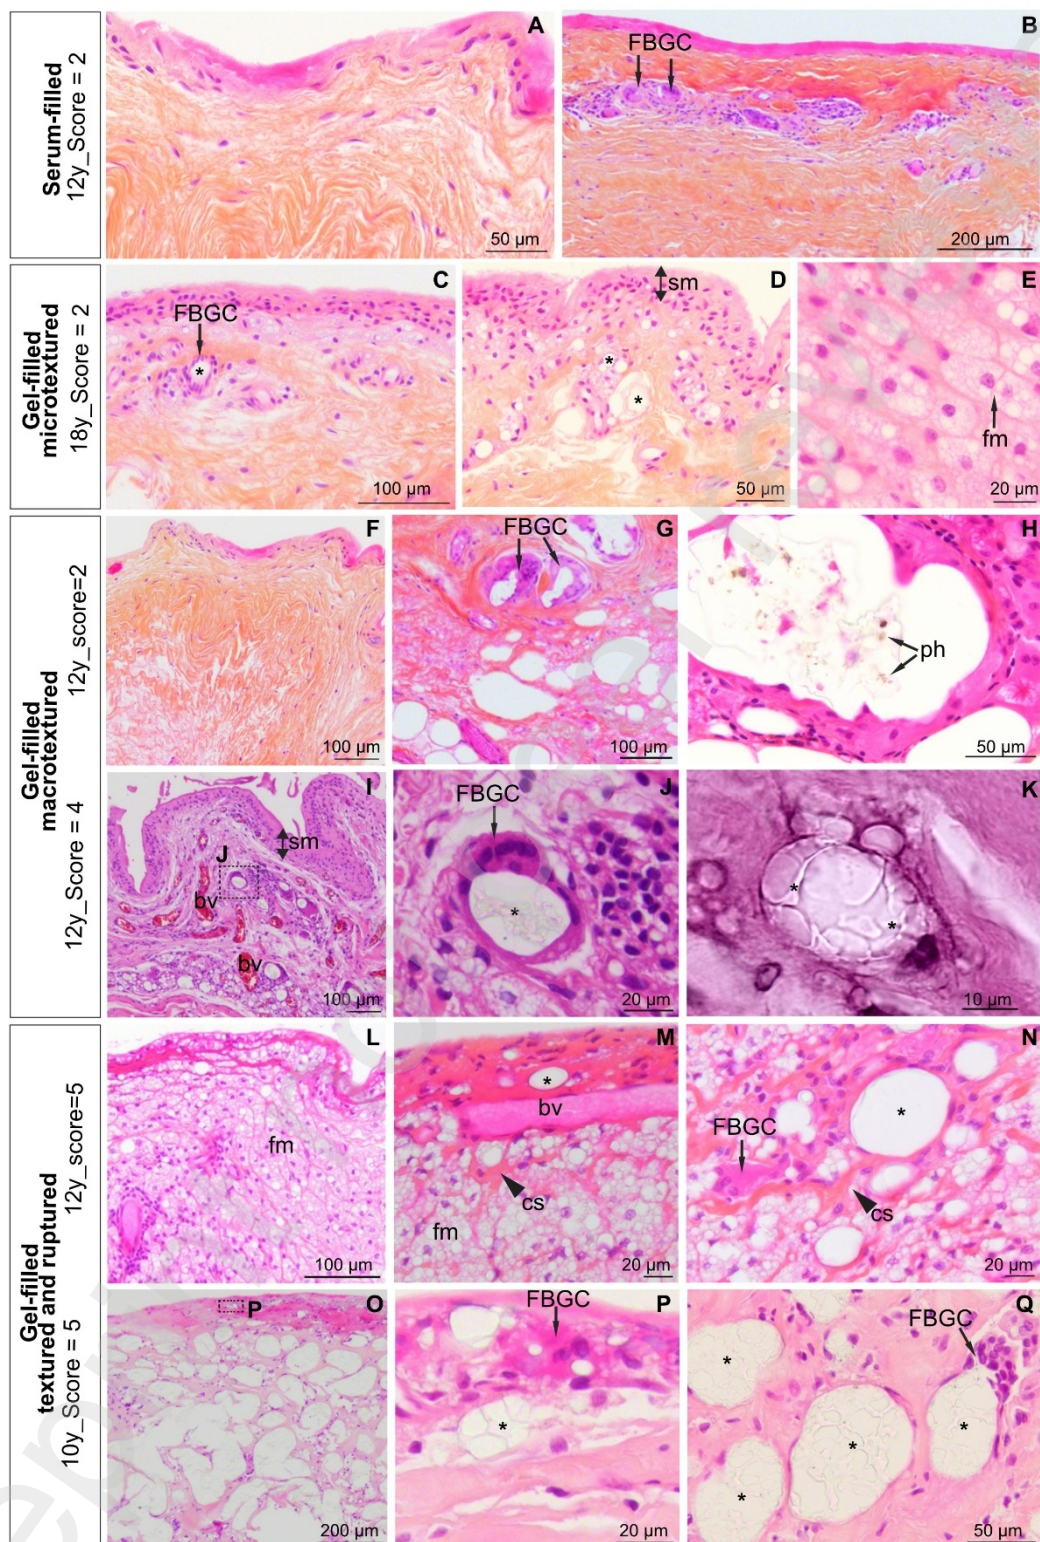 Serum-filled
12y_Score = 2
A
50 µm
B
FBGC
200 µm
Gel-filled
microtextured
18y_Score = 2
C
FBGC
*
100 µm
D
sm
*
*
50 µm
E
fm
20 µm
Gel-filled
macrotextured
12y_score=2
12y_Score = 4
F
100 µm
G
FBGC
100 µm
H
ph
50 µm
I
sm
J
bv
bv
100 µm
J
FBGC
*
20 µm
K
*
*
10 µm
Gel-filled
textured and ruptured
12y_score=5
10y_Score = 5
L
fm
100 µm
M
*
bv
cs
fm
20 µm
N
*
FBGC
cs
20 µm
O
P
200 µm
P
FBGC
*
20 µm
Q
FBGC
*
*
*
*
50 µm